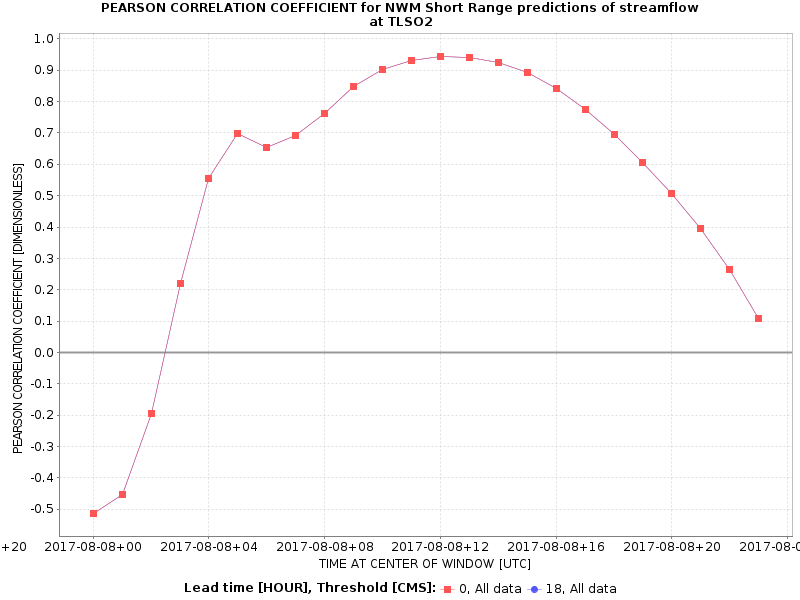 PEARSON CORRELATION COEFFICIENT for NWM Short Range predictions of streamflow
at TLSO2
1.0
0.9
0.8
0.7
0.6
0.5
0.4
0.3
0.2
0.1
0.0
-0.1
-0.2
-0.3
-0.4
-0.5
PEARSON CORRELATION COEFFICIENT [DIMENSIONLESS]
+20 2017-08-08+00 2017-08-08+04 2017-08-08+08 2017-08-08+12 2017-08-08+16 2017-08-08+20 2017-08-0
TIME AT CENTER OF WINDOW [UTC]
Lead time [HOUR], Threshold [CMS]: 0, All data 18, All data